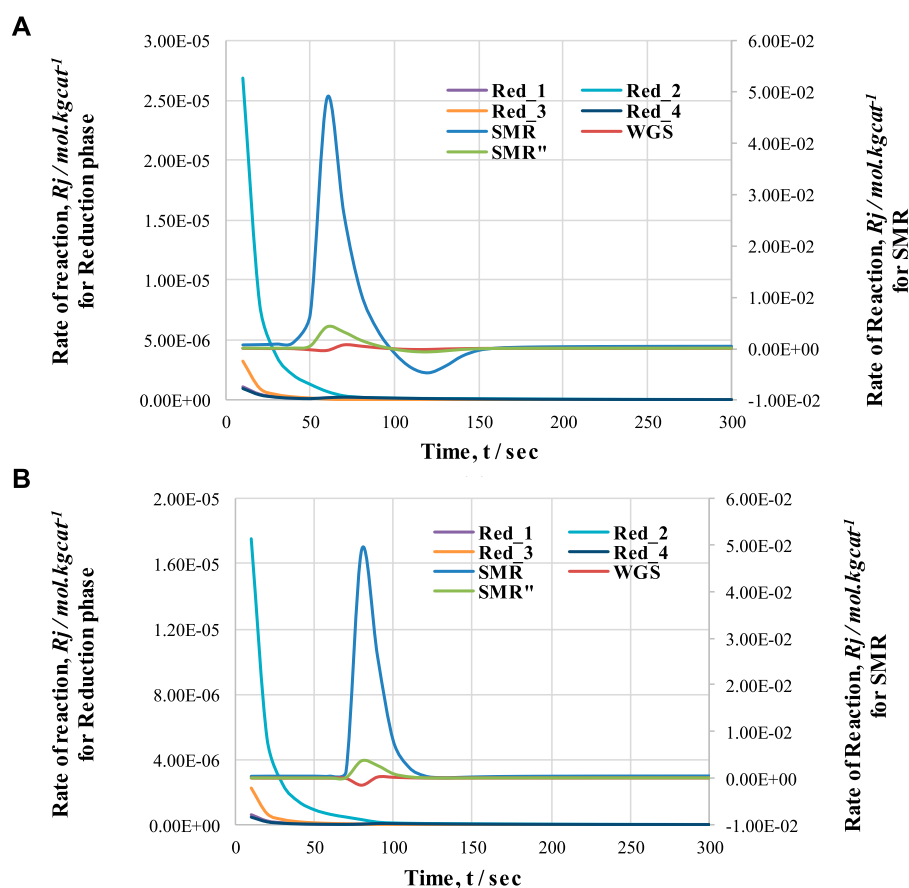 A
Rate of reaction, Rj / mol.kgcat-1
for Reduction phase
3.00E-05
2.50E-05
2.00E-05
1.50E-05
1.00E-05
5.00E-06
0.00E+00
Red_1
Red_2
Red_3
Red_4
SMR
WGS
SMR"
6.00E-02
5.00E-02
4.00E-02
3.00E-02
2.00E-02
1.00E-02
0.00E+00
-1.00E-02
Rate of Reaction, Rj / mol.kgcat-1
for SMR
0 50 100 150 200 250 300
Time, t / sec
B
Rate of reaction, Rj / mol.kgcat-1
for Reduction phase
2.00E-05
1.60E-05
1.20E-05
8.00E-06
4.00E-06
0.00E+00
Red_1
Red_2
Red_3
Red_4
SMR
WGS
SMR"
6.00E-02
5.00E-02
4.00E-02
3.00E-02
2.00E-02
1.00E-02
0.00E+00
-1.00E-02
Rate of Reaction, Rj / mol.kgcat-1
for SMR
0 50 100 150 200 250 300
Time, t / sec